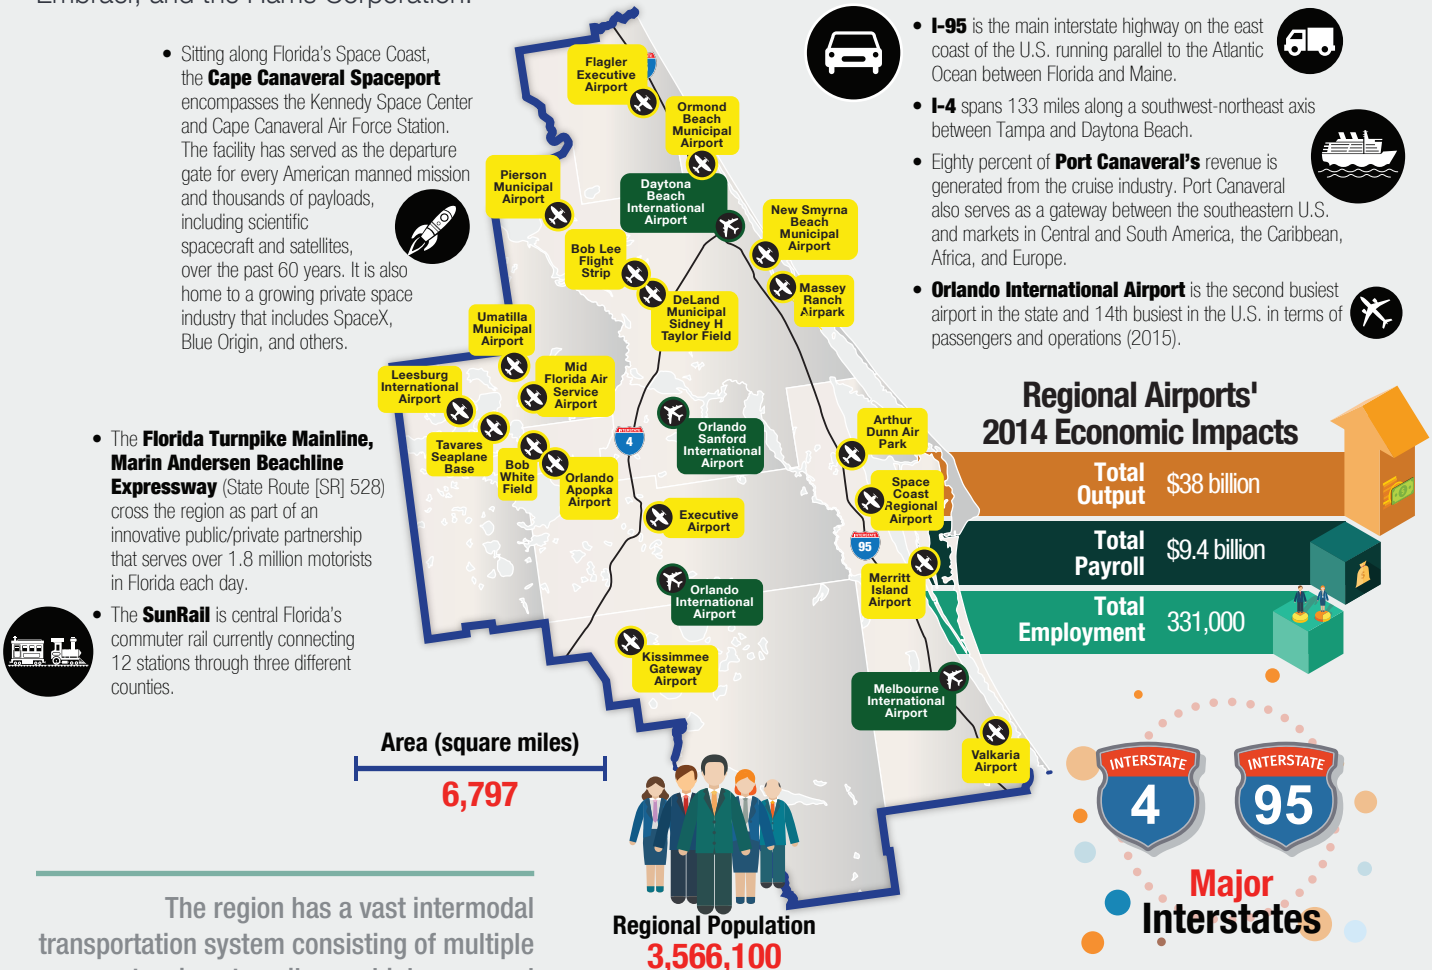 • Sitting along Florida's Space Coast,
the Cape Canaveral Spaceport
encompasses the Kennedy Space Center
and Cape Canaveral Air Force Station.
The facility has served as the departure
gate for every American manned mission
and thousands of payloads,
including scientific
spacecraft and satellites,
over the past 60 years. It is also
home to a growing private space
industry that includes SpaceX,
Blue Origin, and others.
• The Florida Turnpike Mainline,
Marin Andersen Beachline
Expressway (State Route [SR] 528)
cross the region as part of an
innovative public/private partnership
that serves over 1.8 million motorists
in Florida each day.
• The SunRail is central Florida's
commuter rail currently connecting
12 stations through three different
counties.
Flagler
Executive
Airport
Ormond
Beach
Municipal
Airport
Pierson
Municipal
Airport
Daytona
Beach
International
Airport
New Smyrna
Beach
Municipal
Airport
Bob Lee
Flight
Strip
Massey
Ranch
Airpark
DeLand
Municipal
Sidney H
Taylor Field
Umatilla
Municipal
Airport
Mid
Florida Air
Service
Airport
Leesburg
International
Airport
Tavares
Seaplane
Base
Bob
White
Field
Orlando
Apopka
Airport
INTERSTATE
4
Orlando
Sanford
International
Airport
Arthur
Dunn Air
Park
Space
Coast
Regional
Airport
Executive
Airport
INTERSTATE
95
Merritt
Island
Airport
Orlando
International
Airport
Kissimmee
Gateway
Airport
Melbourne
International
Airport
Valkaria
Airport
• I-95 is the main interstate highway on the east
coast of the U.S. running parallel to the Atlantic
Ocean between Florida and Maine.
• I-4 spans 133 miles along a southwest-northeast axis
between Tampa and Daytona Beach.
• Eighty percent of Port Canaveral's revenue is
generated from the cruise industry. Port Canaveral
also serves as a gateway between the southeastern U.S.
and markets in Central and South America, the Caribbean,
Africa, and Europe.
• Orlando International Airport is the second busiest
airport in the state and 14th busiest in the U.S. in terms of
passengers and operations (2015).
Regional Airports'
2014 Economic Impacts
Total
Output $38 billion
Total
Payroll $9.4 billion
Total
Employment 331,000
INTERSTATE
4
INTERSTATE
95
Major
Interstates
Area (square miles)
6,797
Regional Population
3,566,100
The region has a vast intermodal
transportation system consisting of multiple